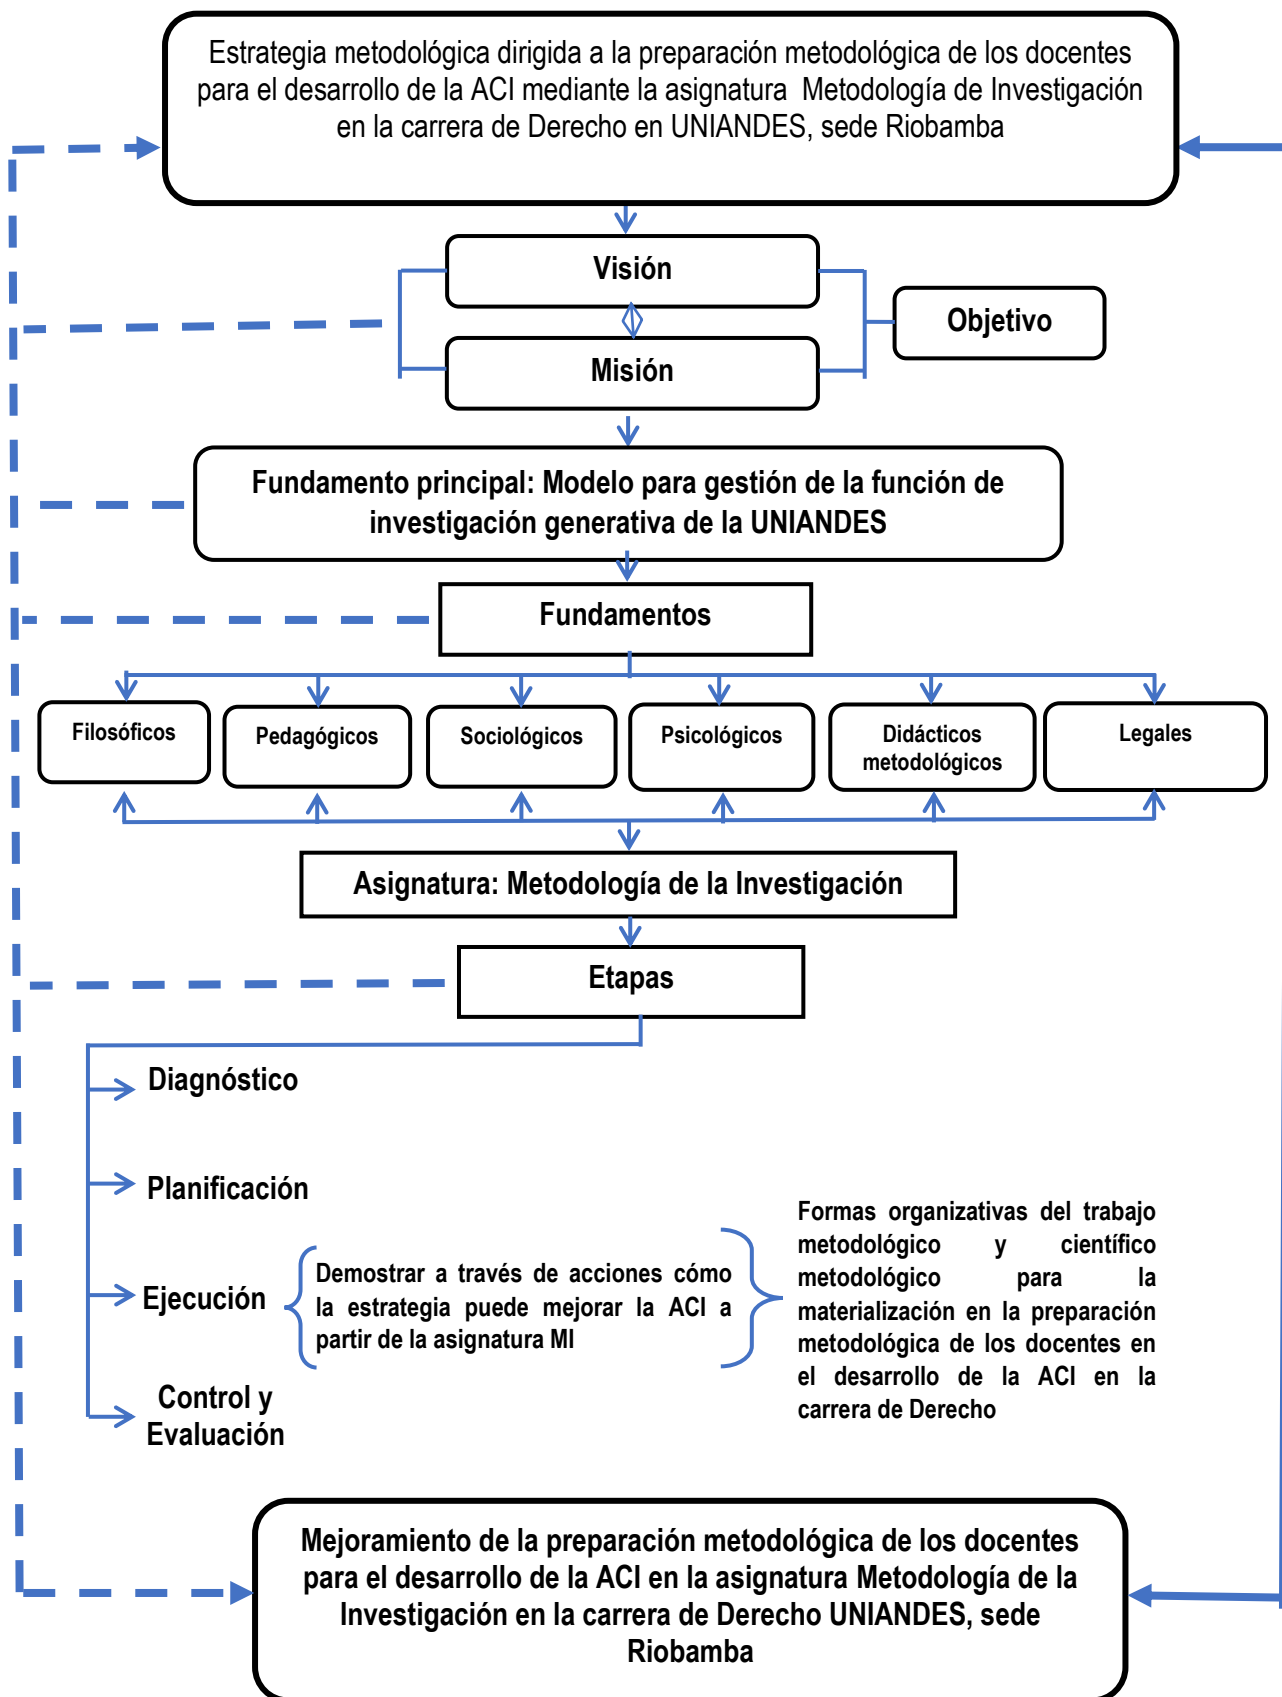 Estrategia metodológica dirigida a la preparación metodológica de los docentes
para el desarrollo de la ACI mediante la asignatura Metodología de Investigación
en la carrera de Derecho en UNIANDES, sede Riobamba
Visión
Objetivo
Misión
Fundamento principal: Modelo para gestión de la función de
investigación generativa de la UNIANDES
Fundamentos
Filosóficos
Pedagógicos
Sociológicos
Psicológicos
Didácticos
metodológicos
Legales
Asignatura: Metodología de la Investigación
Etapas
Diagnóstico
Planificación
Ejecución
Demostrar a través de acciones cómo
la estrategia puede mejorar la ACI a
partir de la asignatura MI
Formas organizativas del trabajo
metodológico y científico
metodológico para la
materialización en la preparación
metodológica de los docentes en
el desarrollo de la ACI en la
carrera de Derecho
Control y
Evaluación
Mejoramiento de la preparación metodológica de los docentes
para el desarrollo de la ACI en la asignatura Metodología de la
Investigación en la carrera de Derecho UNIANDES, sede
Riobamba